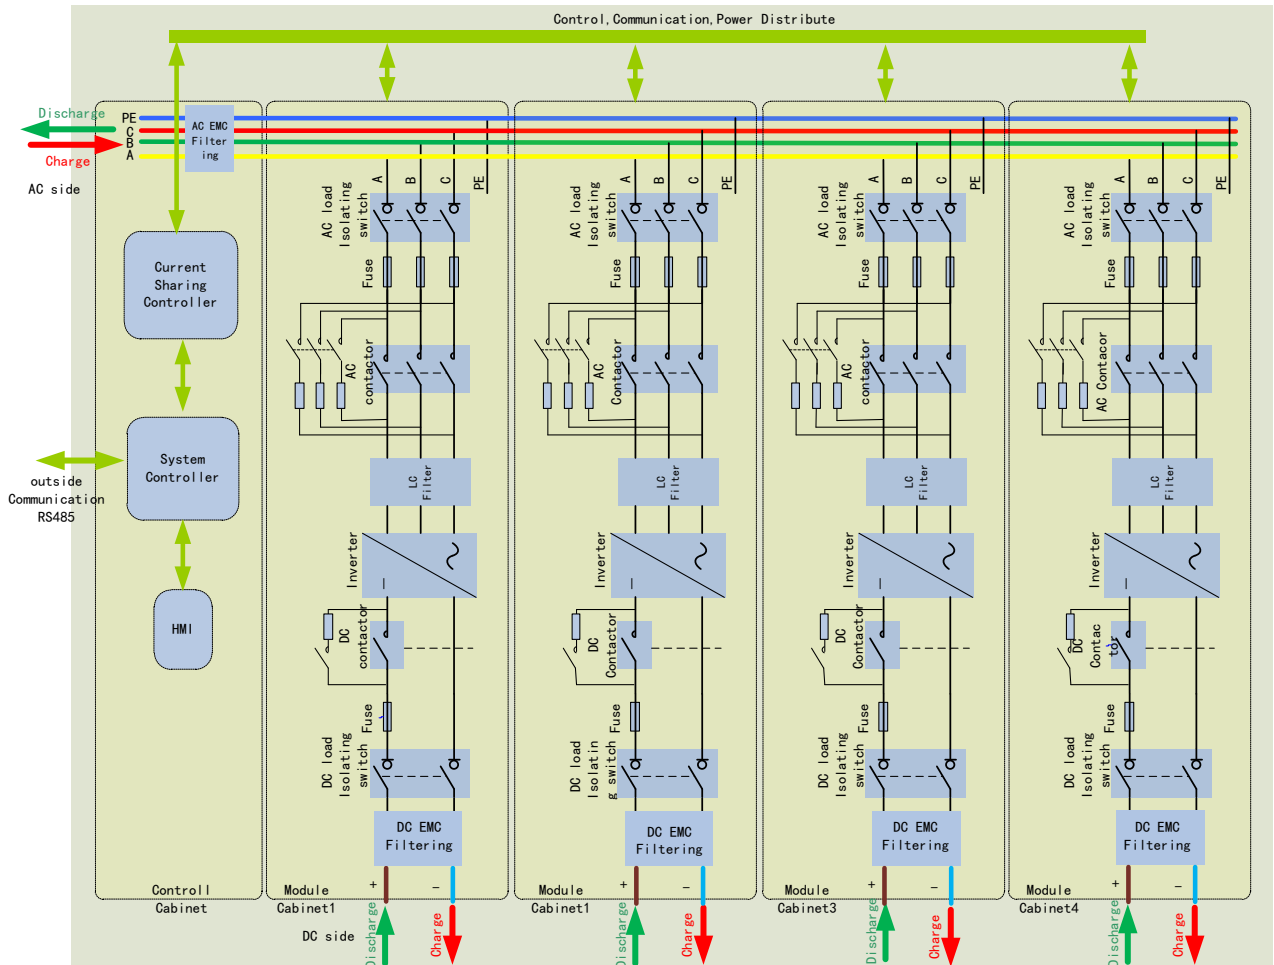 Control,Communication,Power Distribute
Discharge
Charge
AC side
PE
C
B
A
AC EMC
Filter
ing
Current
Sharing
Controller
System
Controller
outside
Communication
RS485
HMI
Controll
Cabinet
A
B
C
PE
AC load
Isolating
switch
Fuse
AC
contactor
LC
Filter
Inverter
DC
contactor
Fuse
DC load
Isolating
switch
DC EMC
Filtering
+
−
Module
Cabinet1
DC side
Discharge
Charge
A
B
C
PE
AC load
Isolating
switch
Fuse
AC
Contactor
LC
Filter
Inverter
DC
Contactor
Fuse
DC load
Isolatin
g switch
DC EMC
Filtering
+
−
Module
Cabinet1
Discharge
Charge
A
B
C
PE
AC load
Isolating
switch
Fuse
AC
contactor
LC
Filter
Inverter
DC
Contactor
Fuse
DC load
Isolating
switch
DC EMC
Filtering
+
−
Module
Cabinet3
Discharge
Charge
A
B
C
PE
AC load
Isolating
switch
Fuse
AC Contacor
LC
Filter
Inverter
DC
Contac
tor
Fuse
DC load
Isolating
switch
DC EMC
Filtering
+
−
Module
Cabinet4
Discharge
Charge